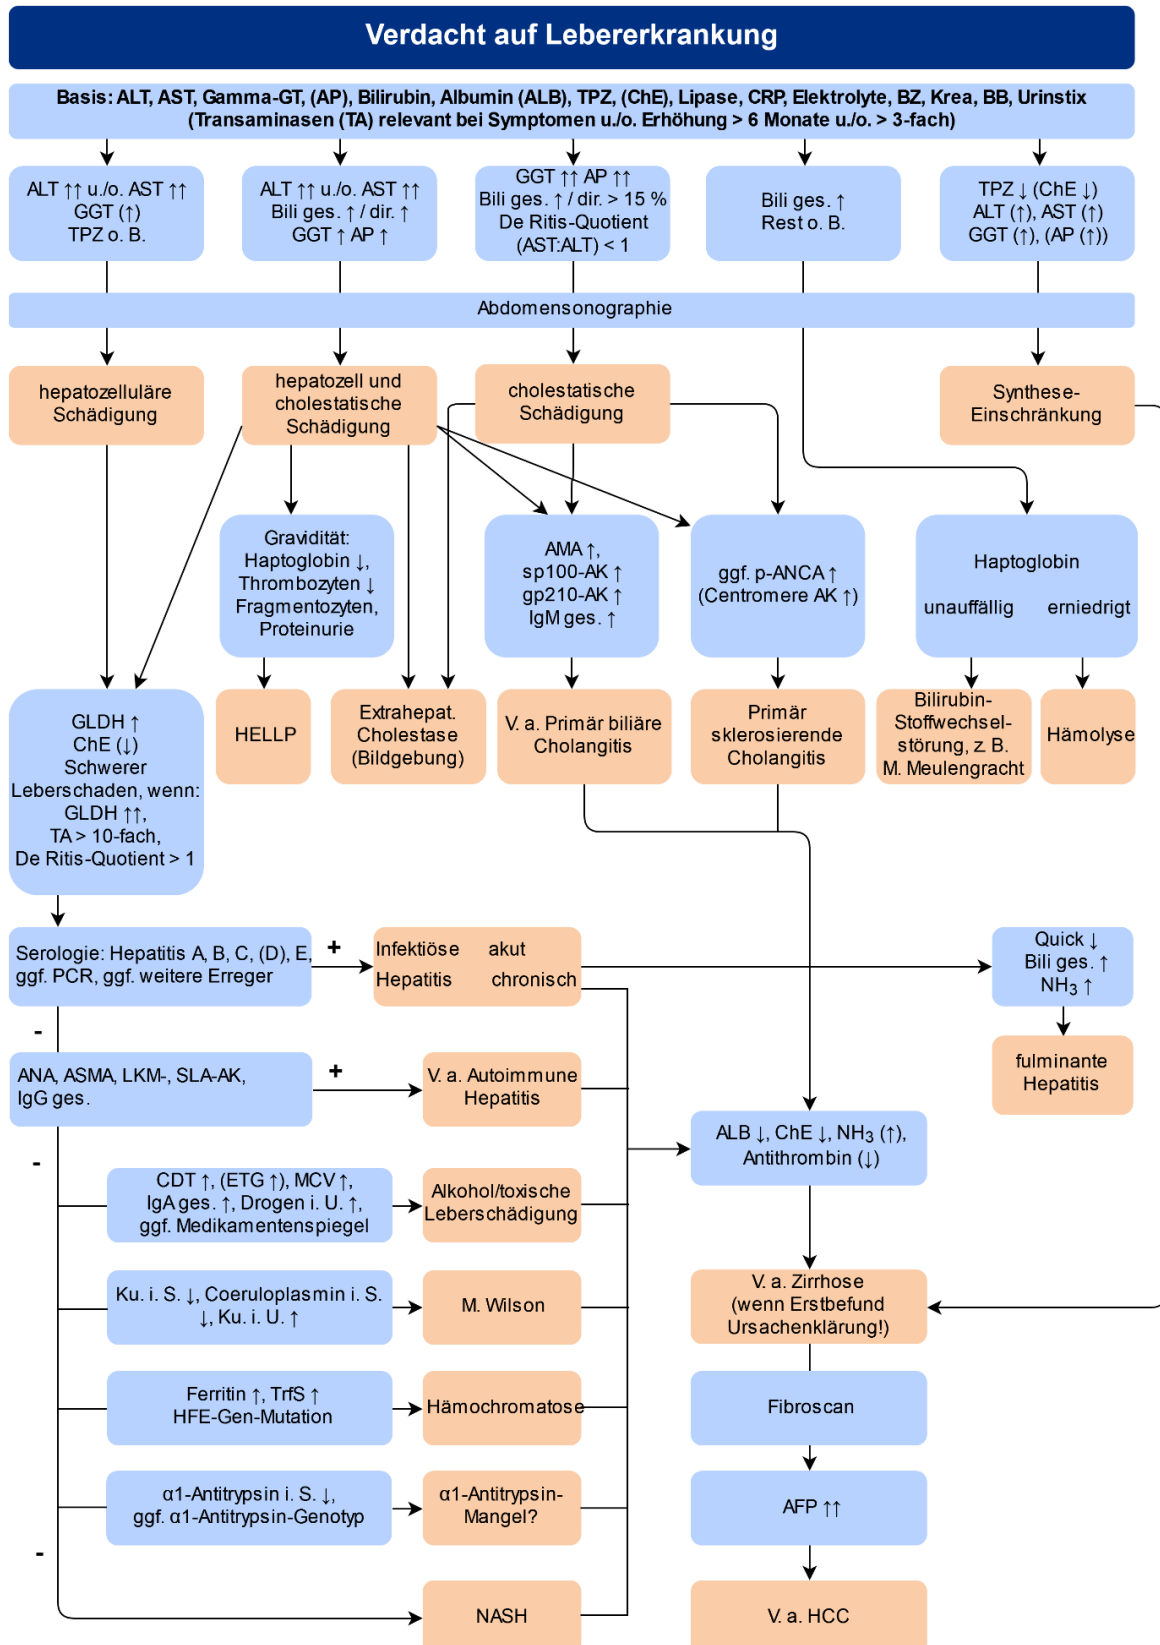 Verdacht auf Lebererkrankung
Basis: ALT, AST, Gamma-GT, (AP), Bilirubin, Albumin (ALB), TPZ, (ChE), Lipase, CRP, Elektrolyte, BZ, Krea, BB, Urinstix
(Transaminasen (TA) relevant bei Symptomen u./o. Erhöhung > 6 Monate u./o. > 3-fach)
ALT ↑↑ u./o. AST ↑↑
GGT (↑)
TPZ o. B.
ALT ↑↑ u./o. AST ↑↑
Bili ges. ↑ / dir. ↑
GGT ↑ AP ↑
GGT ↑↑ AP ↑↑
Bili ges. ↑ / dir. > 15 %
De Ritis-Quotient
(AST:ALT) < 1
Bili ges. ↑
Rest o. B.
TPZ ↓ (ChE ↓)
ALT (↑), AST (↑)
GGT (↑), (AP (↑))
Abdomensonographie
hepatozelluläre
Schädigung
hepatozell und
cholestatische
Schädigung
cholestatische
Schädigung
Synthese-
Einschränkung
Gravidität:
Haptoglobin ↓,
Thrombozyten ↓
Fragmentozyten,
Proteinurie
AMA ↑,
sp100-AK ↑
gp210-AK ↑
IgM ges. ↑
ggf. p-ANCA ↑
(Centromere AK ↑)
Haptoglobin
unauffällig erniedrigt
GLDH ↑
ChE (↓)
Schwerer
Leberschaden, wenn:
GLDH ↑↑,
TA > 10-fach,
De Ritis-Quotient > 1
HELLP
Extrahepat.
Cholestase
(Bildgebung)
V. a. Primär biliäre
Cholangitis
Primär
sklerosierende
Cholangitis
Bilirubin-
Stoffwechsel-
störung, z. B.
M. Meulengracht
Hämolyse
Serologie: Hepatitis A, B, C, (D), E,
ggf. PCR, ggf. weitere Erreger
+
Infektiöse akut
Hepatitis chronisch
Quick ↓
Bili ges. ↑
NH3 ↑
-
fulminante
Hepatitis
ANA, ASMA, LKM-, SLA-AK,
IgG ges.
+
V. a. Autoimmune
Hepatitis
ALB ↓, ChE ↓, NH3 (↑),
Antithrombin (↓)
-
CDT ↑, (ETG ↑), MCV ↑,
IgA ges. ↑, Drogen i. U. ↑,
ggf. Medikamentenspiegel
Alkohol/toxische
Leberschädigung
Ku. i. S. ↓, Coeruloplasmin i. S.
↓, Ku. i. U. ↑
M. Wilson
V. a. Zirrhose
(wenn Erstbefund
Ursachenklärung!)
Ferritin ↑, TrfS ↑
HFE-Gen-Mutation
Hämochromatose
Fibroscan
α1-Antitrypsin i. S. ↓,
ggf. α1-Antitrypsin-Genotyp
α1-Antitrypsin-
Mangel?
AFP ↑↑
-
NASH
V. a. HCC